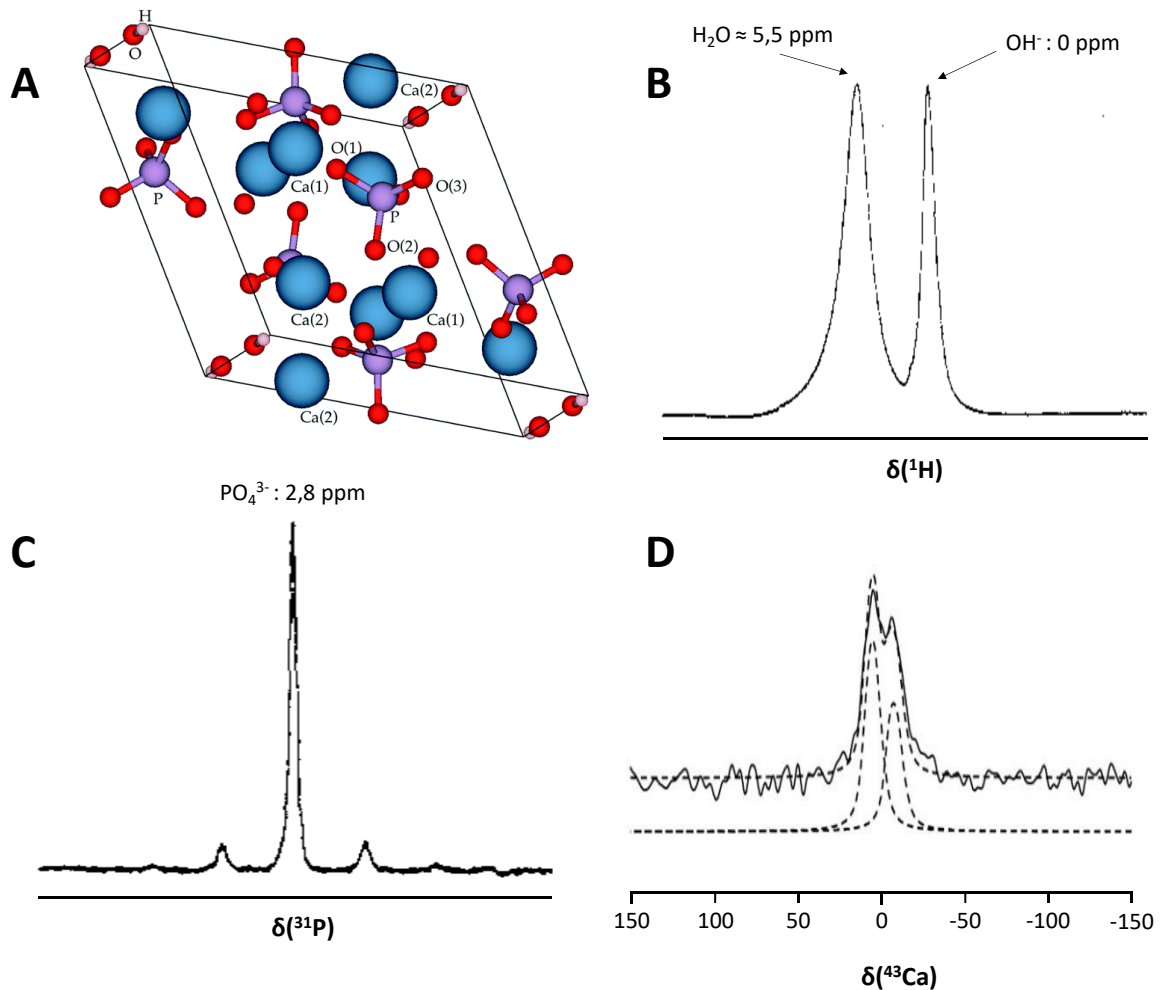 A
H
O
Ca(2)
O(1)
Ca(1)
O(3)
P
P
O(2)
Ca(2)
Ca(1)
Ca(2)
B
H₂O ≈ 5,5 ppm
OH⁻ : 0 ppm
δ(¹H)
C
PO₄³⁻ : 2,8 ppm
δ(³¹P)
D
150 100 50 0 -50 -100 -150
δ(⁴³Ca)